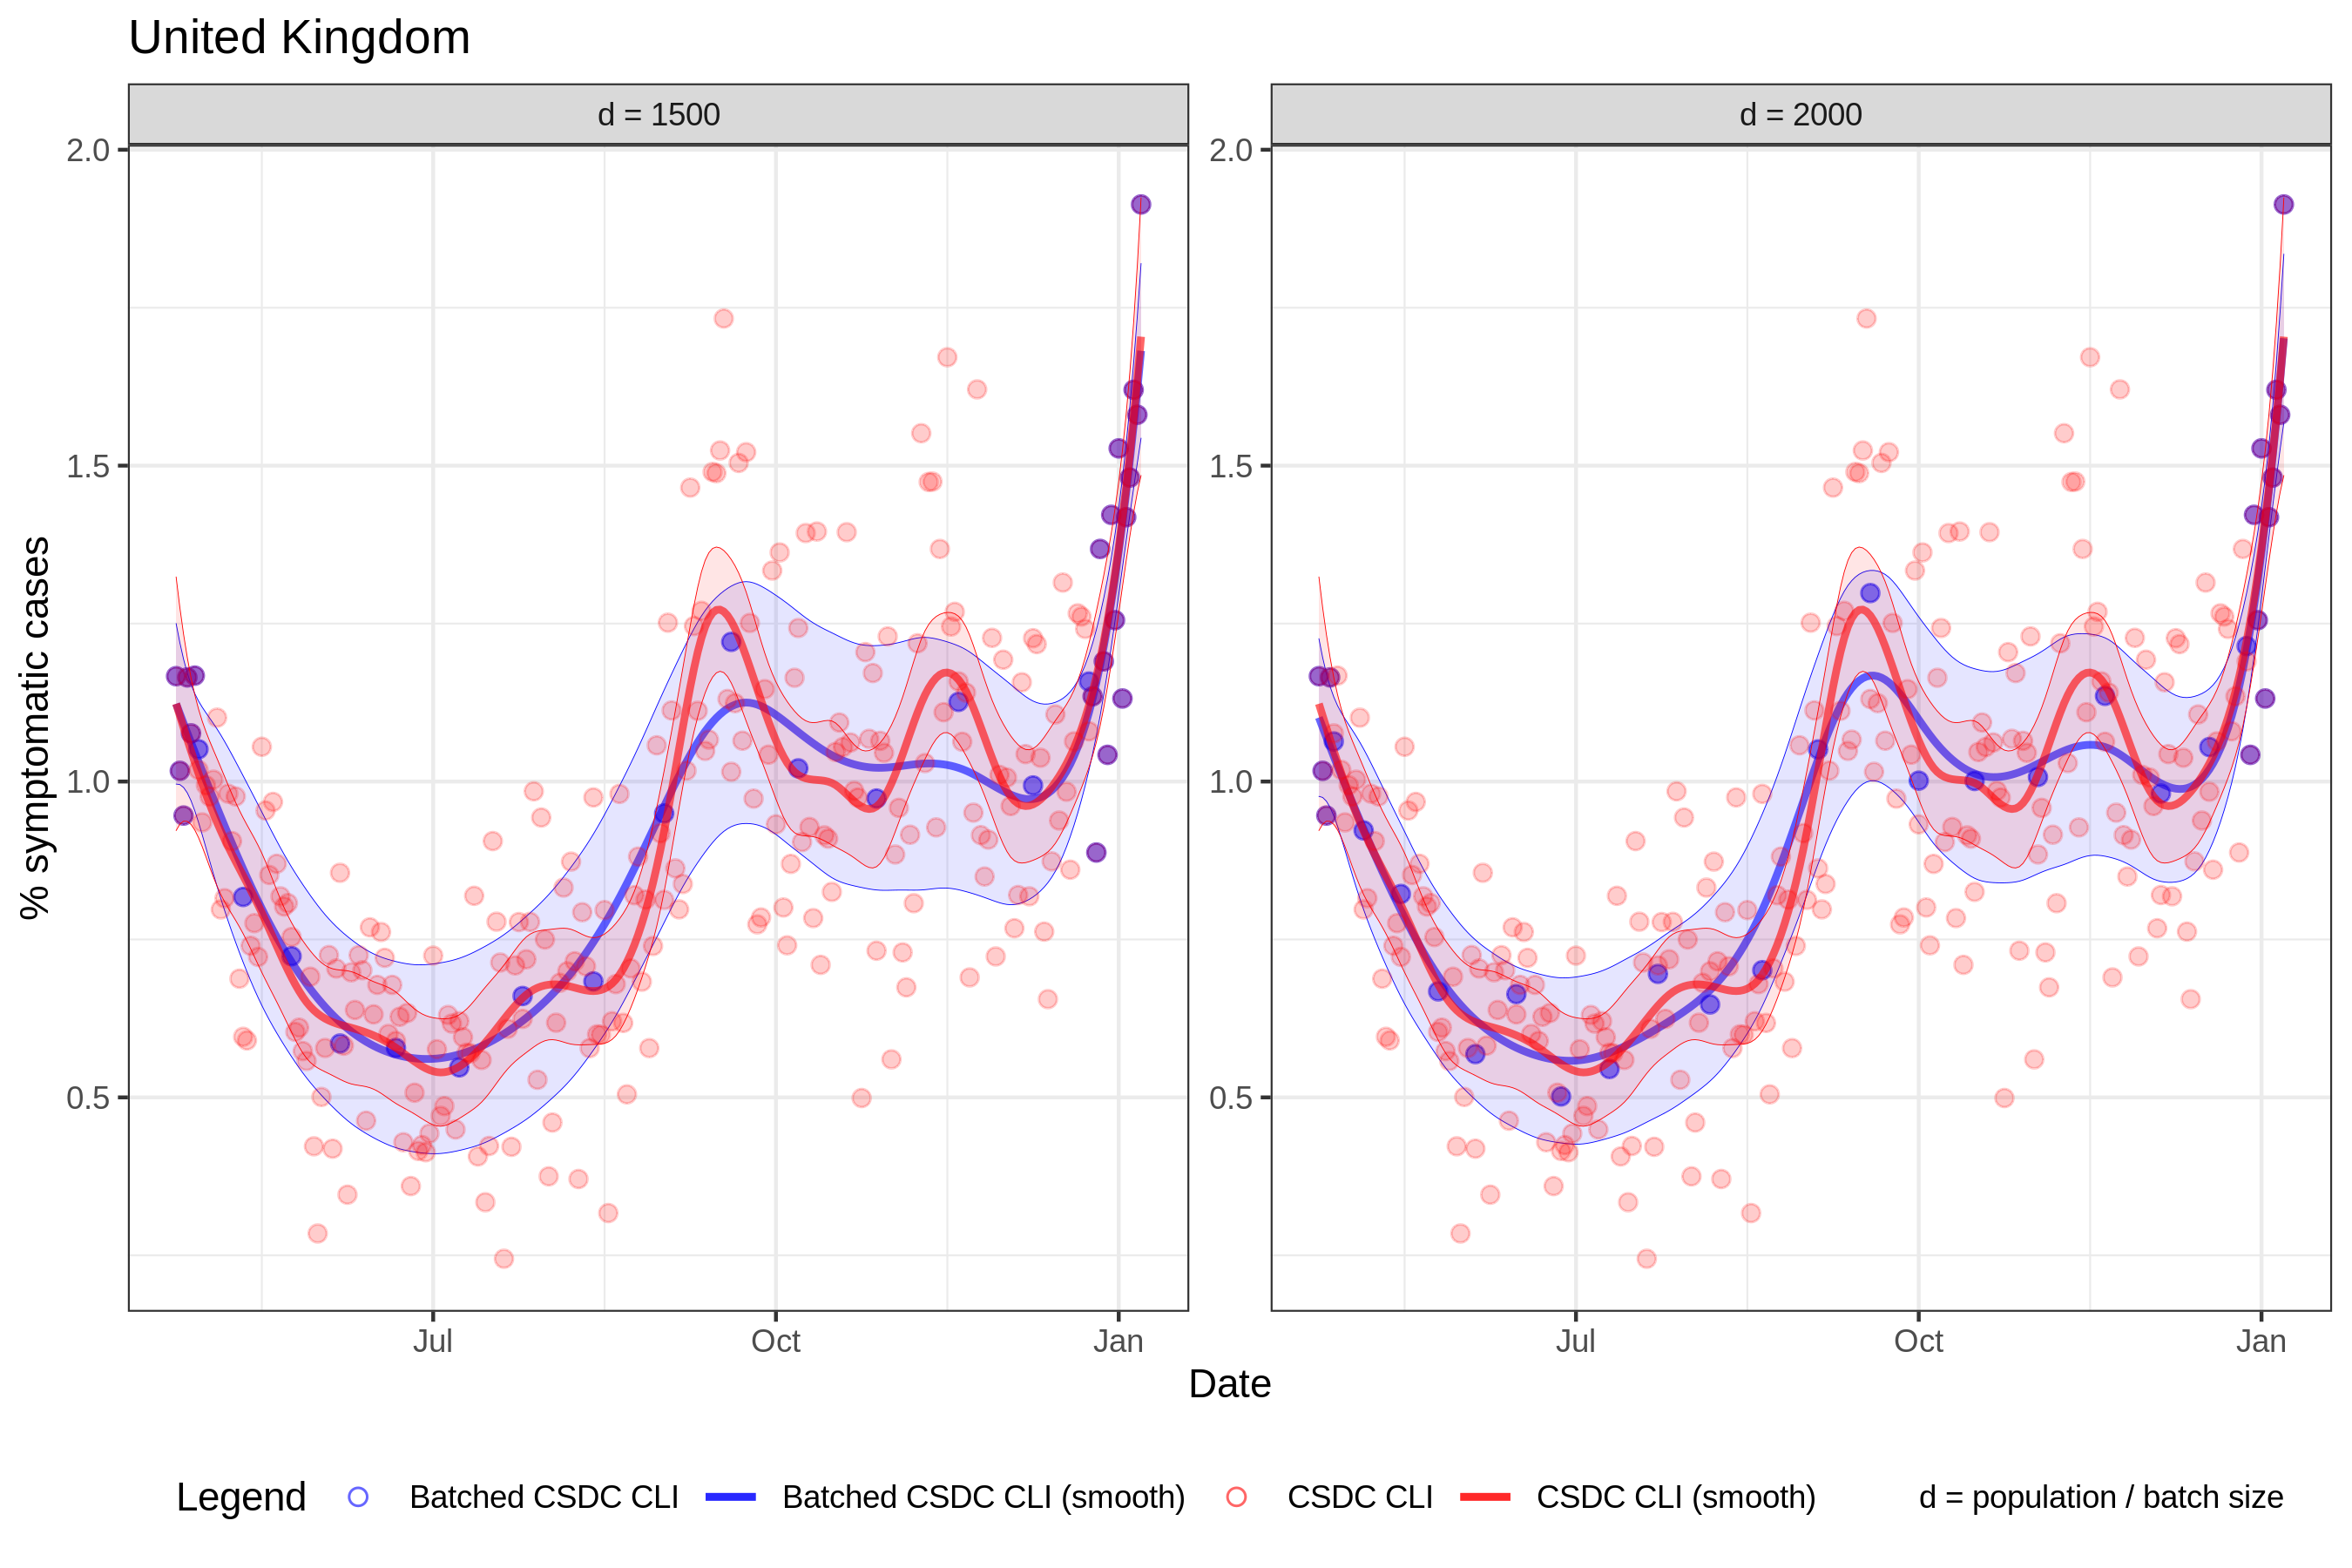 United Kingdom
d = 1500
d = 2000
% symptomatic cases
2.0
1.5
1.0
0.5
2.0
1.5
1.0
0.5
Jul Oct Jan
Jul Oct Jan
Date
Legend Batched CSDC CLI Batched CSDC CLI (smooth) CSDC CLI CSDC CLI (smooth) d = population / batch size